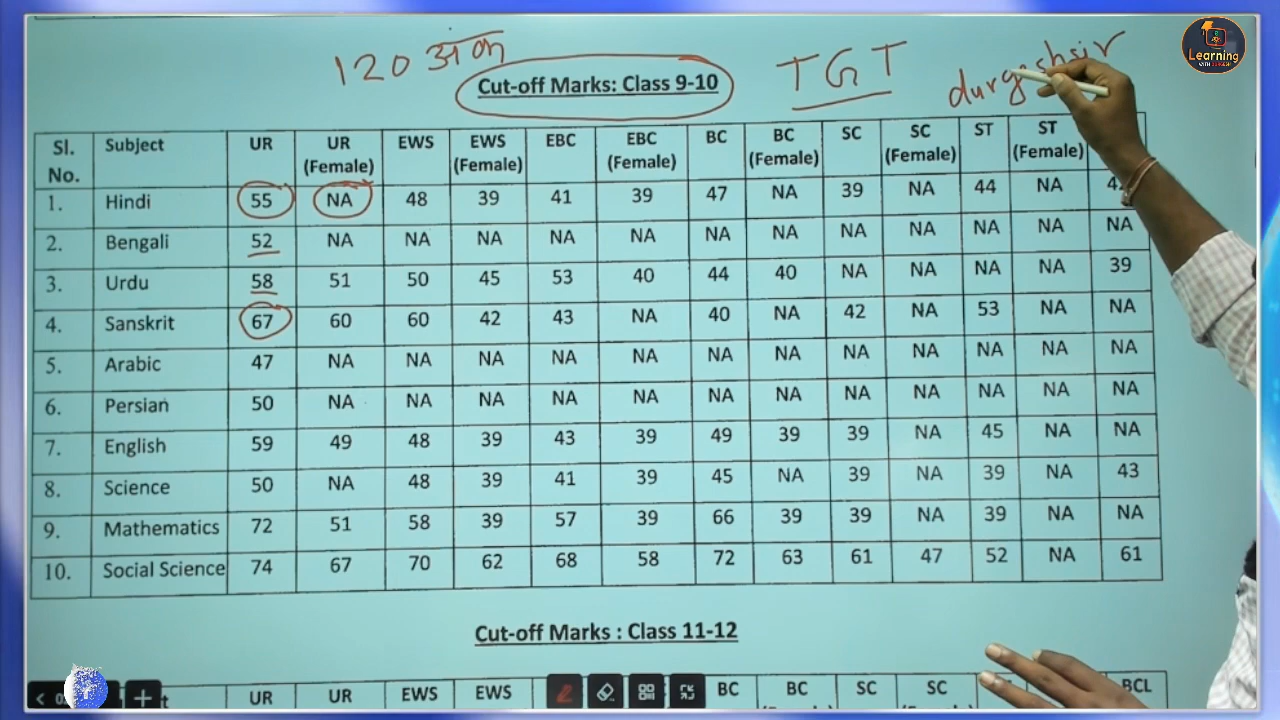 120 अंक
Cut-off Marks: Class 9-10
TGT
durgeshsir
Learning
WITH DURGESH
Sl. No. Subject UR UR (Female) EWS EWS (Female) EBC EBC (Female) BC BC (Female) SC SC (Female) ST ST (Female)
1. Hindi 55 NA 48 39 41 39 47 NA 39 NA 44 NA
2. Bengali 52 NA NA NA NA NA NA NA NA NA NA NA NA
3. Urdu 58 51 50 45 53 40 44 40 NA NA NA NA 39
4. Sanskrit 67 60 60 42 43 NA 40 NA 42 NA 53 NA NA
5. Arabic 47 NA NA NA NA NA NA NA NA NA NA NA NA
6. Persian 50 NA NA NA NA NA NA NA NA NA NA NA NA
7. English 59 49 48 39 43 39 49 39 39 NA 45 NA NA
8. Science 50 NA 48 39 41 39 45 NA 39 NA 39 NA 43
9. Mathematics 72 51 58 39 57 39 66 39 39 NA 39 NA NA
10. Social Science 74 67 70 62 68 58 72 63 61 47 52 NA 61
Cut-off Marks : Class 11-12
UR UR EWS EWS BC BC SC SC BCL